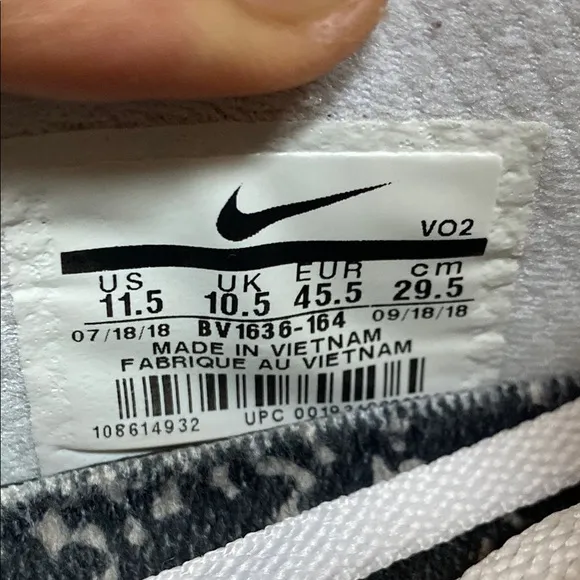 VO2
US UK EUR cm
11.5 10.5 45.5 29.5
07/18/18 BV1636-164 09/18/18
MADE IN VIETNAM
FABRIQUE AU VIETNAM
108614932 UPC